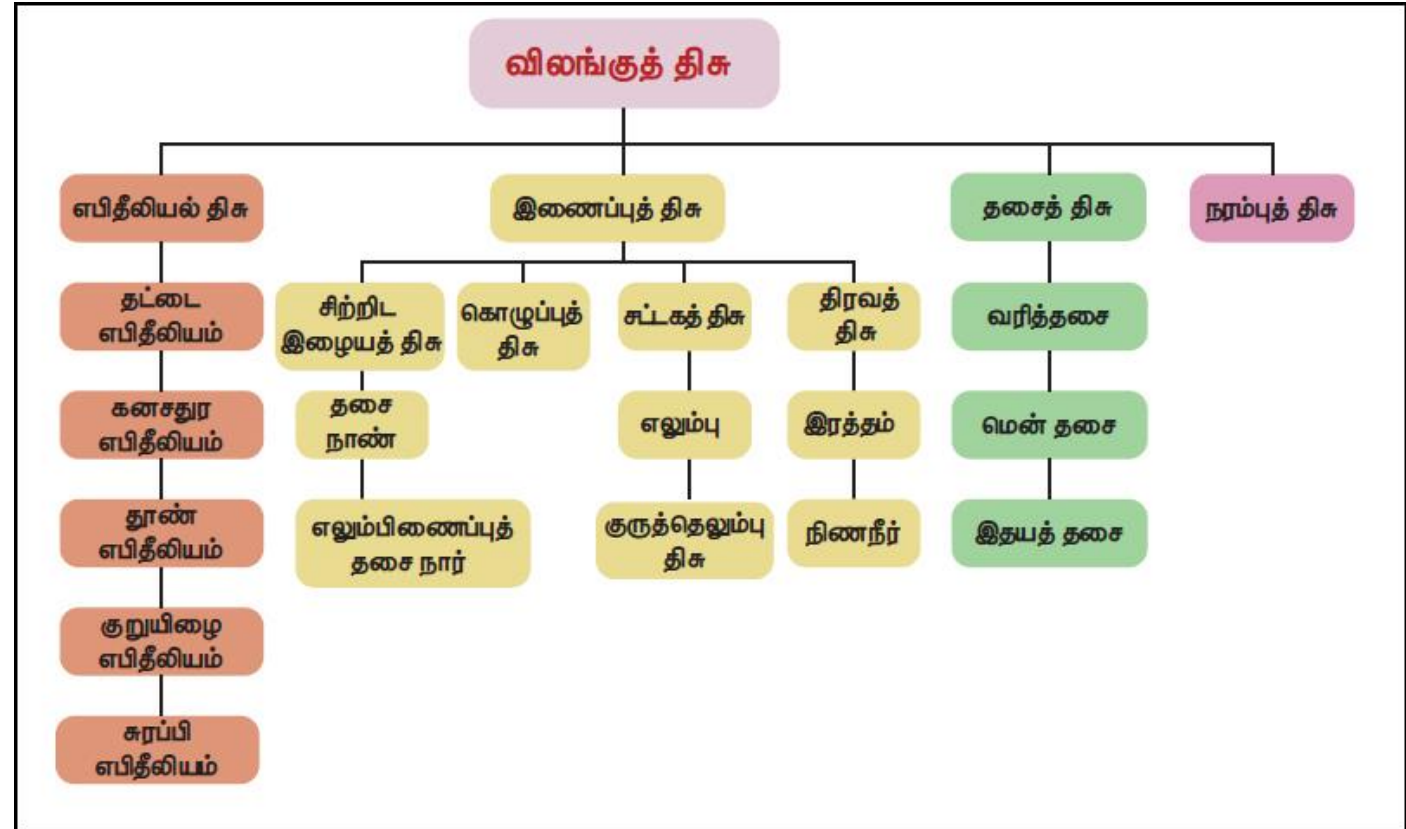 விலங்குத் திசு
எபிதீலியல் திசு
இணைப்புத் திசு
தசைத் திசு
நரம்புத் திசு
தட்டை
எபிதீலியம்
சிற்றிட
இழையத் திசு
கொழுப்புத்
திசு
சட்டகத் திசு
திரவத்
திசு
வரித்தசை
கனசதுர
எபிதீலியம்
தசை
நாண்
எலும்பு
இரத்தம்
மென் தசை
தூண்
எபிதீலியம்
எலும்பிணைப்புத்
தசை நார்
குருத்தெலும்பு
திசு
நிணநீர்
இதயத் தசை
குறுயிழை
எபிதீலியம்
சுரப்பி
எபிதீலியம்